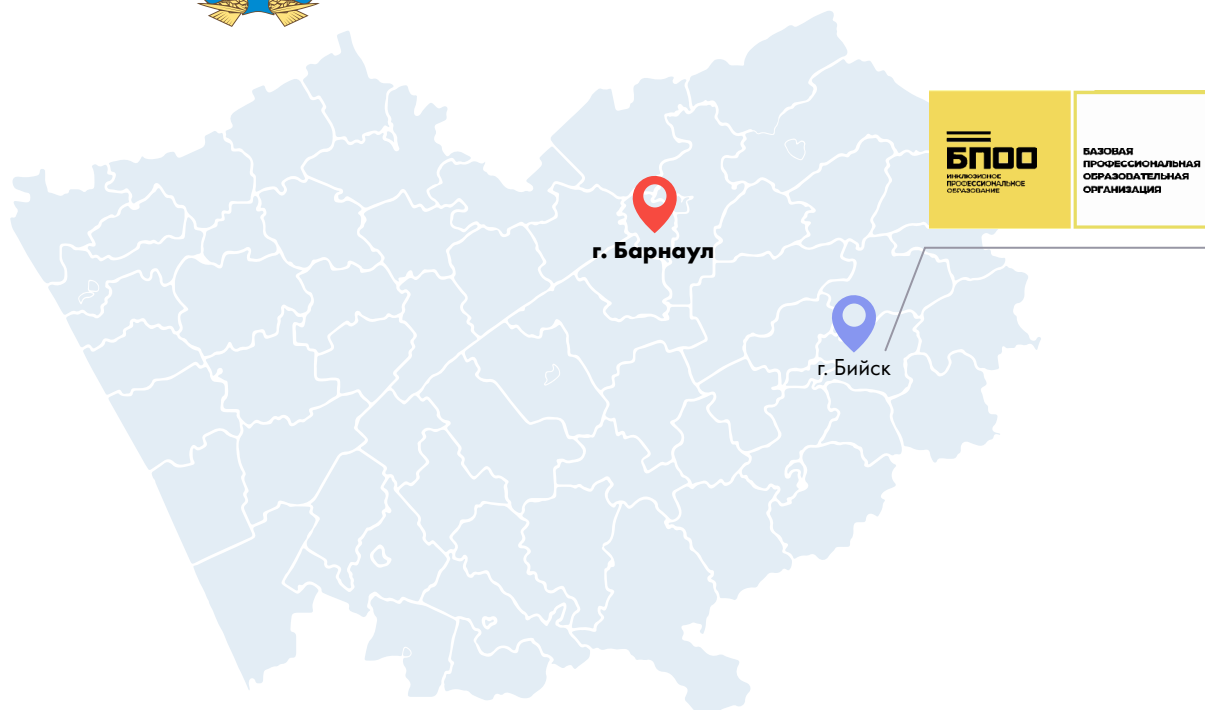 БПОО
ИНКЛЮЗИВНОЕ
ПРОФЕССИОНАЛЬНОЕ
ОБРАЗОВАНИЕ
БАЗОВАЯ
ПРОФЕССИОНАЛЬНАЯ
ОБРАЗОВАТЕЛЬНАЯ
ОРГАНИЗАЦИЯ
г. Барнаул
г. Бийск